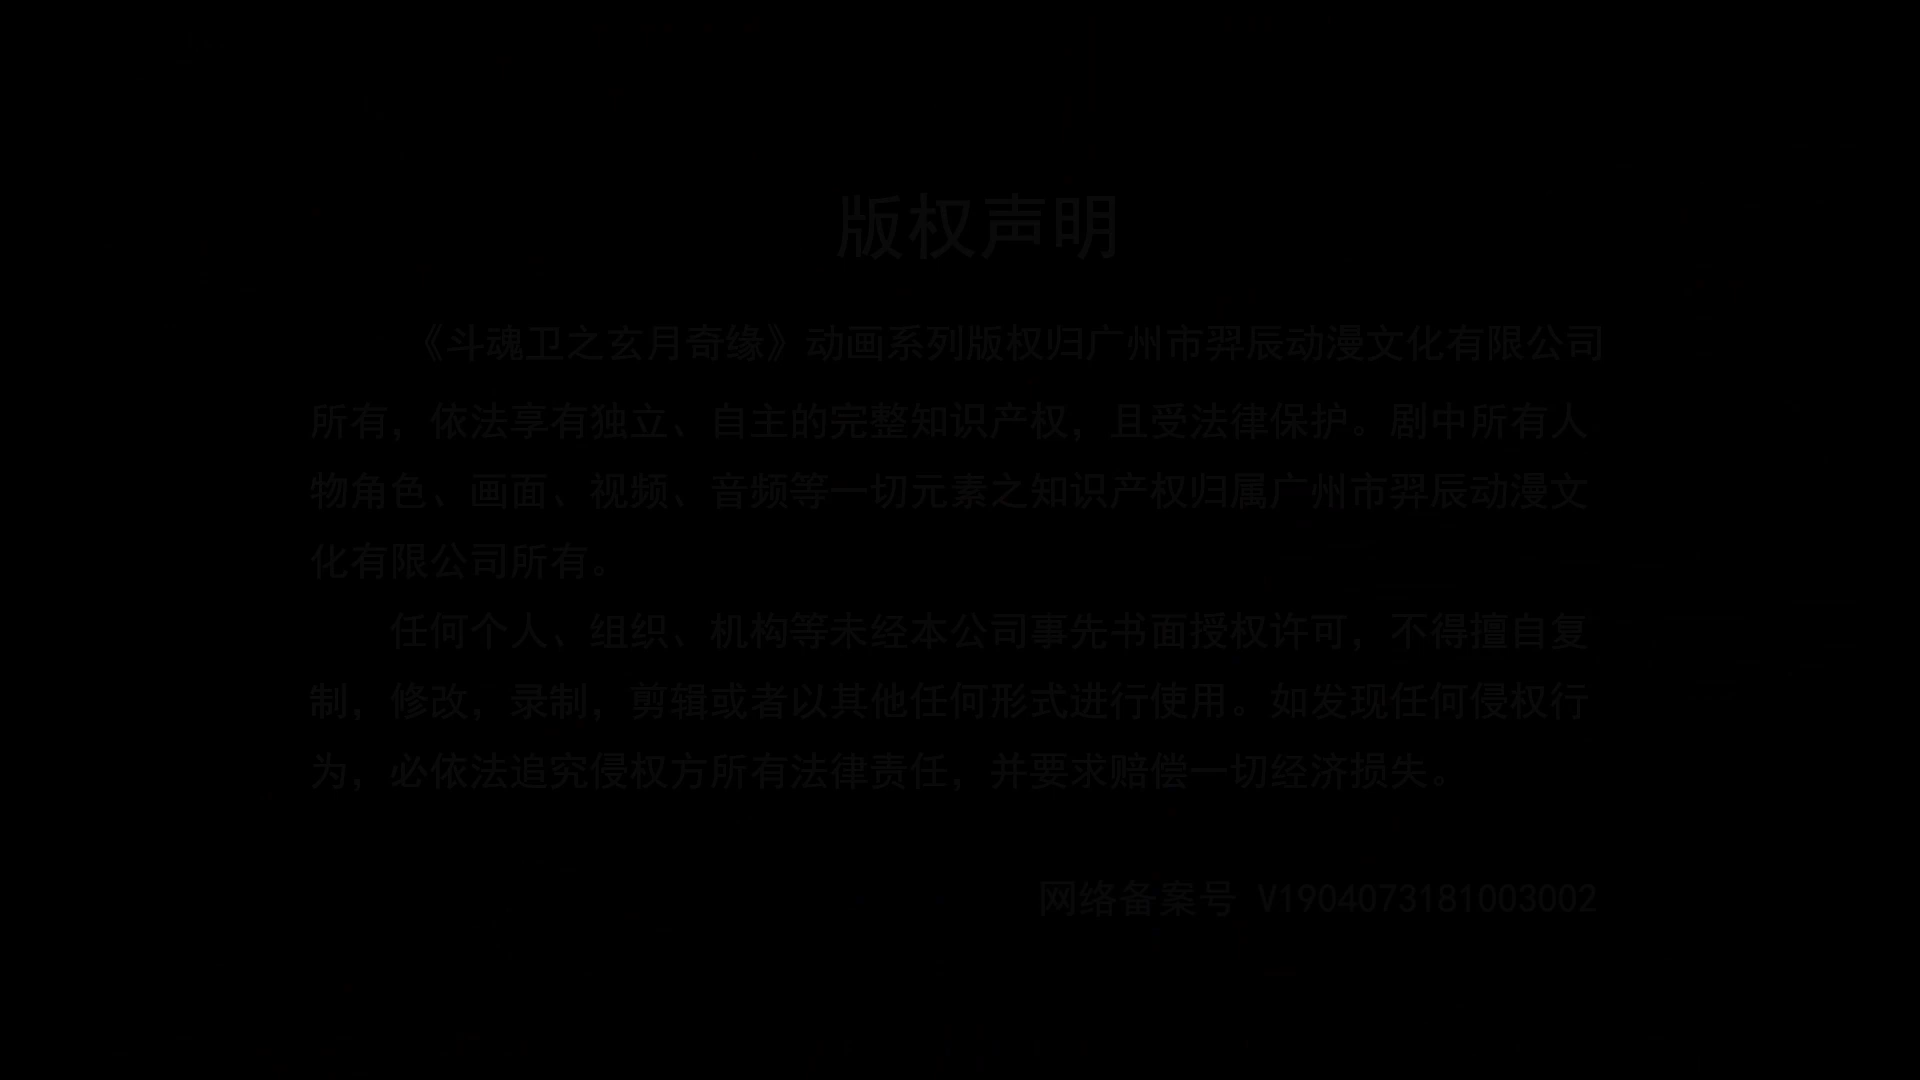 版权声明
《斗魂卫之玄月奇缘》动画系列版权归广州市羿辰动漫文化有限公司
所有，依法享有独立、自主的完整知识产权，且受法律保护。剧中所有人
物角色、画面、视频、音频等一切元素之知识产权归属广州市羿辰动漫文
化有限公司所有。
任何个人、组织、机构等未经本公司事先书面授权许可，不得擅自复
制，修改，录制，剪辑或者以其他任何形式进行使用。如发现任何侵权行
为，必依法追究侵权方所有法律责任，并要求赔偿一切经济损失。
网络备案号 V1904073181003002